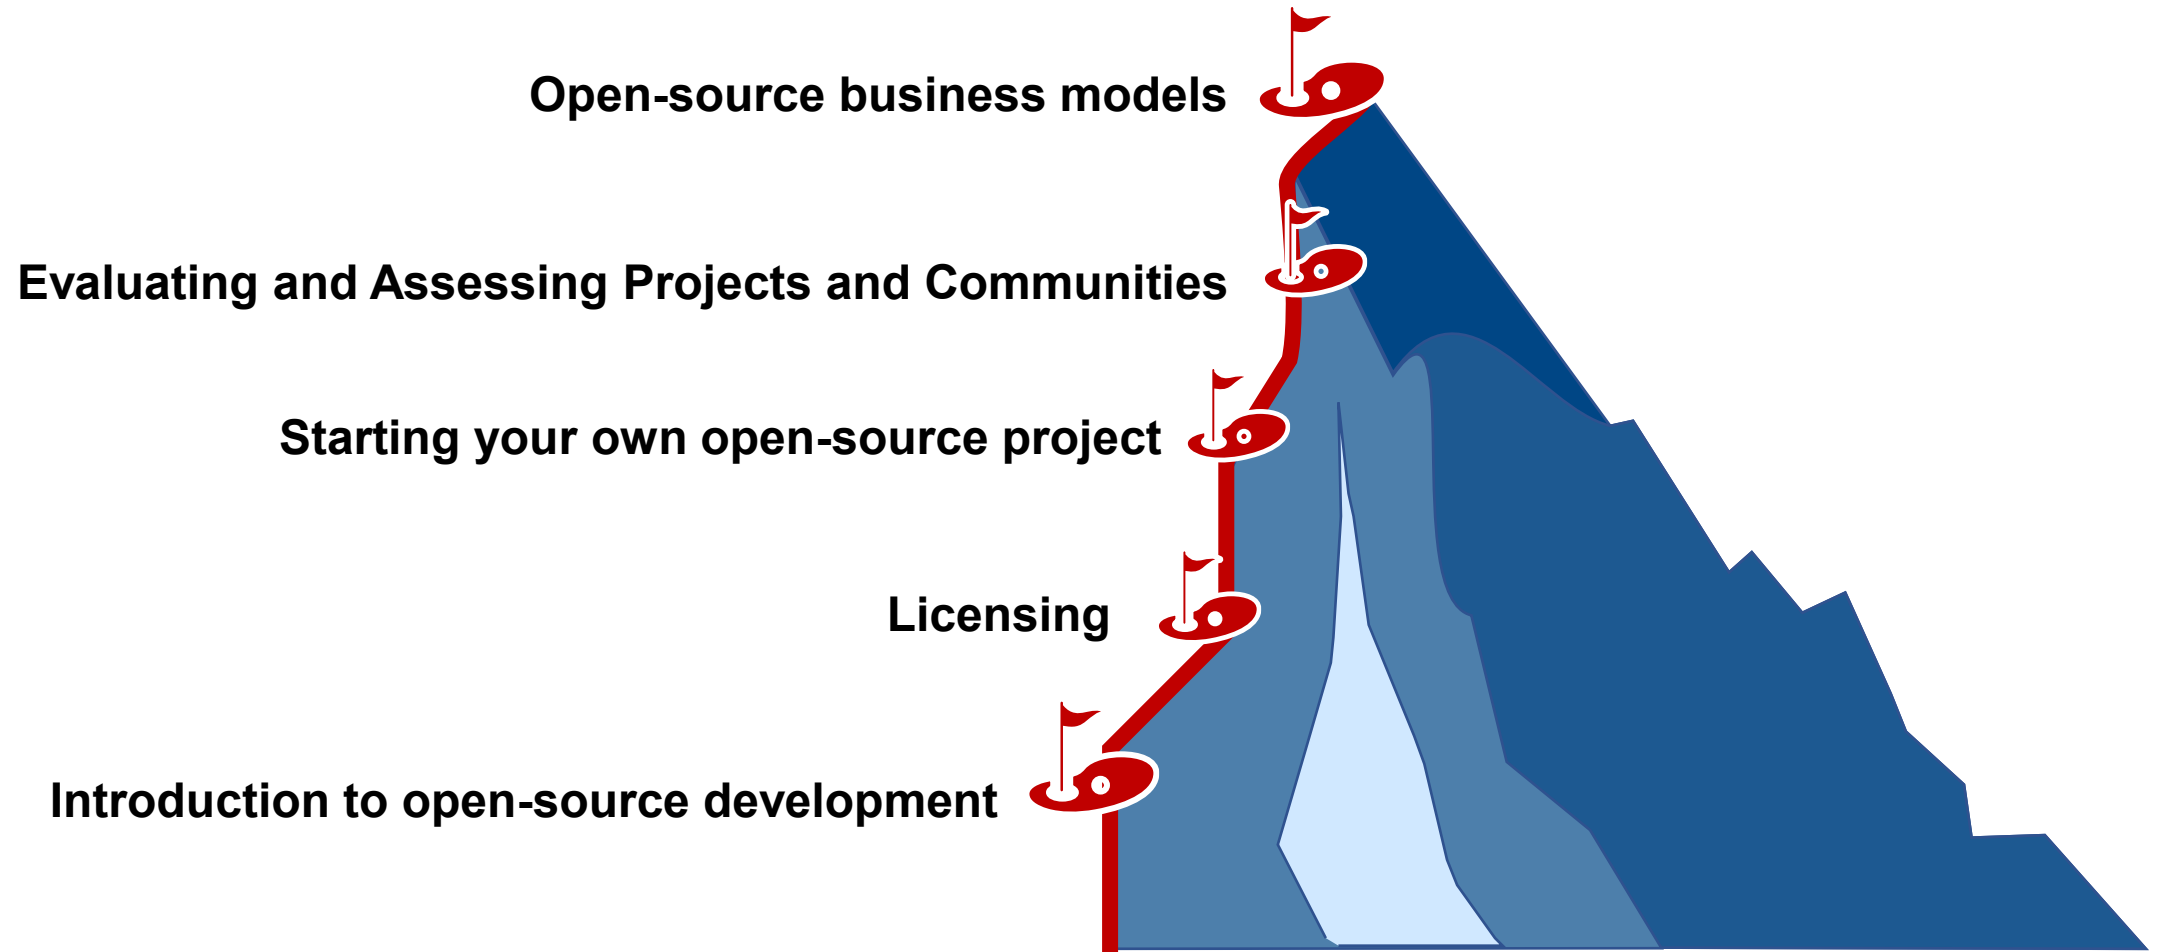 Open-source business models
Evaluating and Assessing Projects and Communities
Starting your own open-source project
Licensing
Introduction to open-source development